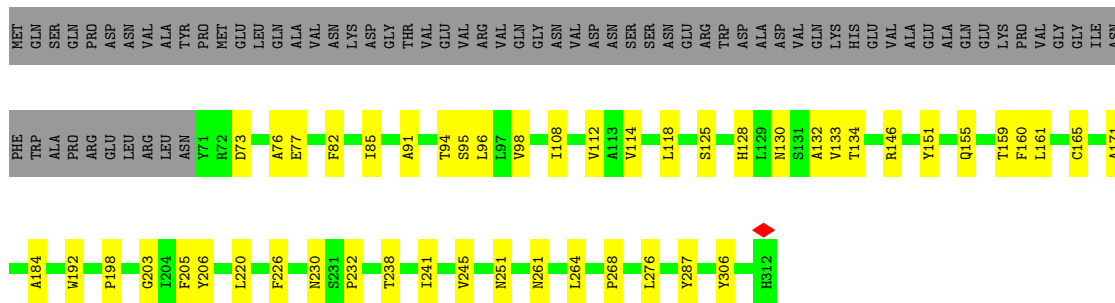 MET GLN SER GLN PRO ASP ASN VAL ALA TYR PRO MET GLU LEU GLN ALA VAL ASN LYS ASP GLY THR VAL GLU VAL ARG VAL GLN GLY ASN VAL ASP ASN SER SER ASN GLU ARG TRP ASP ALA ASP VAL GLN LYS HIS GLU VAL ALA GLU ALA GLN GLU LYS PRO VAL GLY GLY ILE ASN
PHE TRP ALA PRO ARG GLU LEU ARG LEU ASN Y71 R72 D73 A76 E77 F82 I85 A91 T94 S95 L96 L97 V98 I108 V112 A113 V114 L118 S125 H128 L129 N130 S131 A132 V133 T134 R146 Y151 Q155 T159 F160 L161 C165 A171
A184 W192 P198 G203 I204 F205 Y206 L220 F226 N230 S231 P232 T238 I241 V245 N251 N261 L264 P268 L276 Y287 Y306 H312